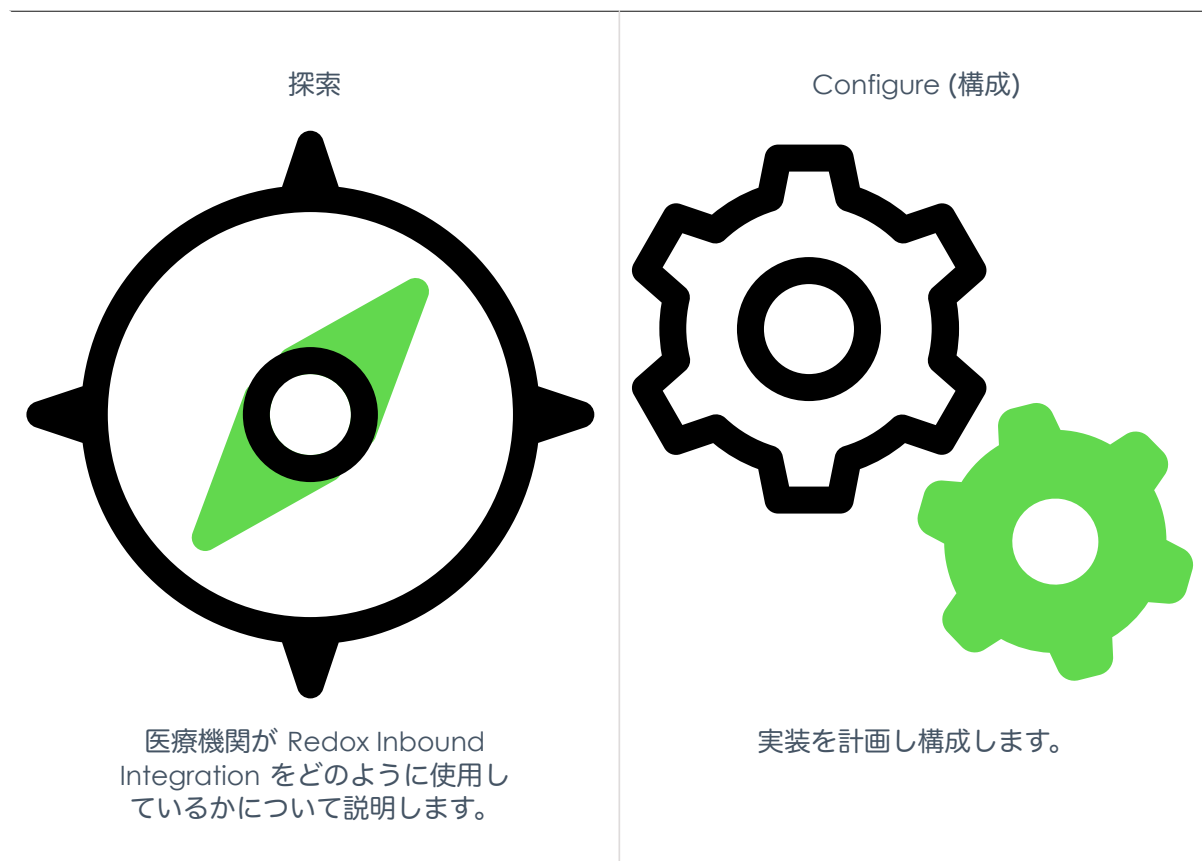 探索
医療機関が Redox Inbound
Integration をどのように使用し
ているかについて説明します。
Configure (構成)
実装を計画し構成します。